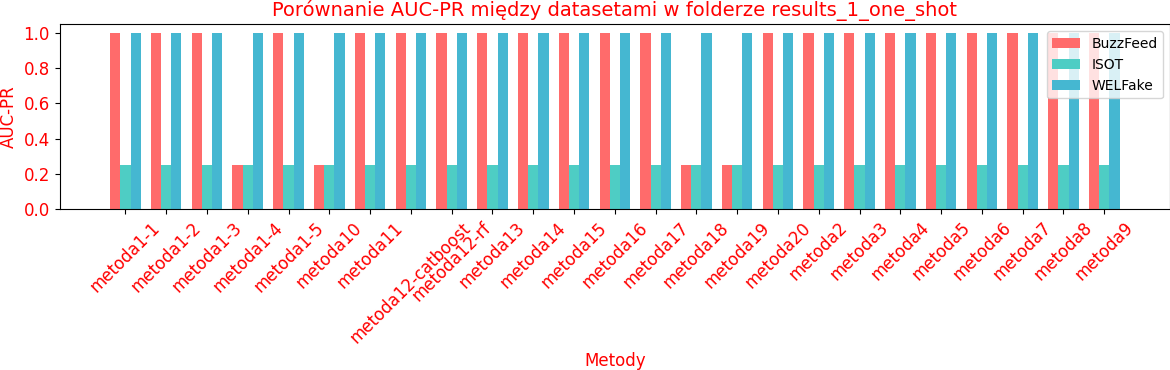 Porównanie AUC-PR między datasetami w folderze results_1_one_shot
AUC-PR
1.0
0.8
0.6
0.4
0.2
0.0
BuzzFeed
ISOT
WELFake
metoda1-1
metoda1-2
metoda1-3
metoda1-4
metoda1-5
metoda10
metoda11
metoda12-catboost
metoda12-rf
metoda13
metoda14
metoda15
metoda16
metoda17
metoda18
metoda19
metoda20
metoda2
metoda3
metoda4
metoda5
metoda6
metoda7
metoda8
metoda9
Metody